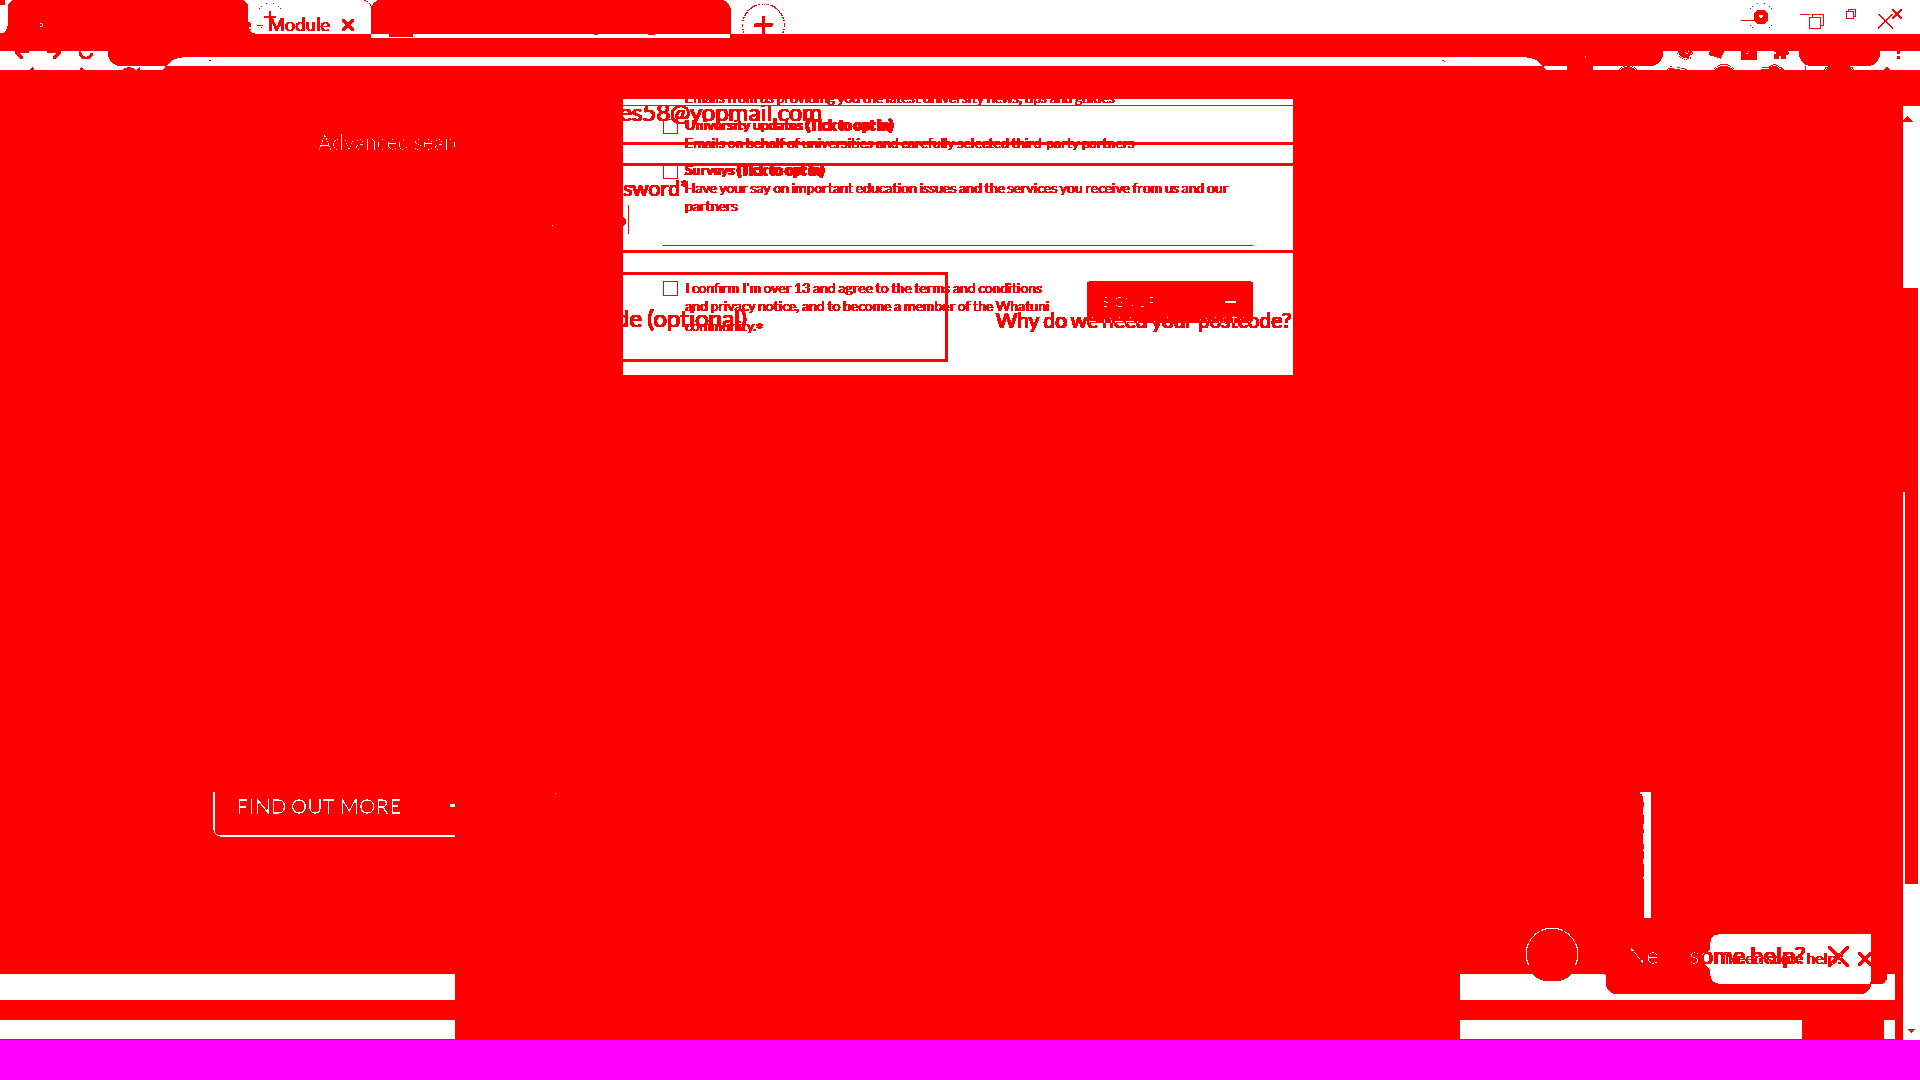 - Module
Emails from us providing you the latest university news, tips and guides
es58@yopmail.com
University updates (Tick to opt in)
Advanced sear
Emails on behalf of universities and carefully selected third-party partners
Surveys (Tick to opt in)
sword*
Have your say on important education issues and the services you receive from us and our
partners
I confirm I'm over 13 and agree to the terms and conditions
SIGN UP
and privacy notice, and to become a member of the Whatuni
de (optional)
Why do we need your postcode?
community.*
FIND OUT MORE
some help?